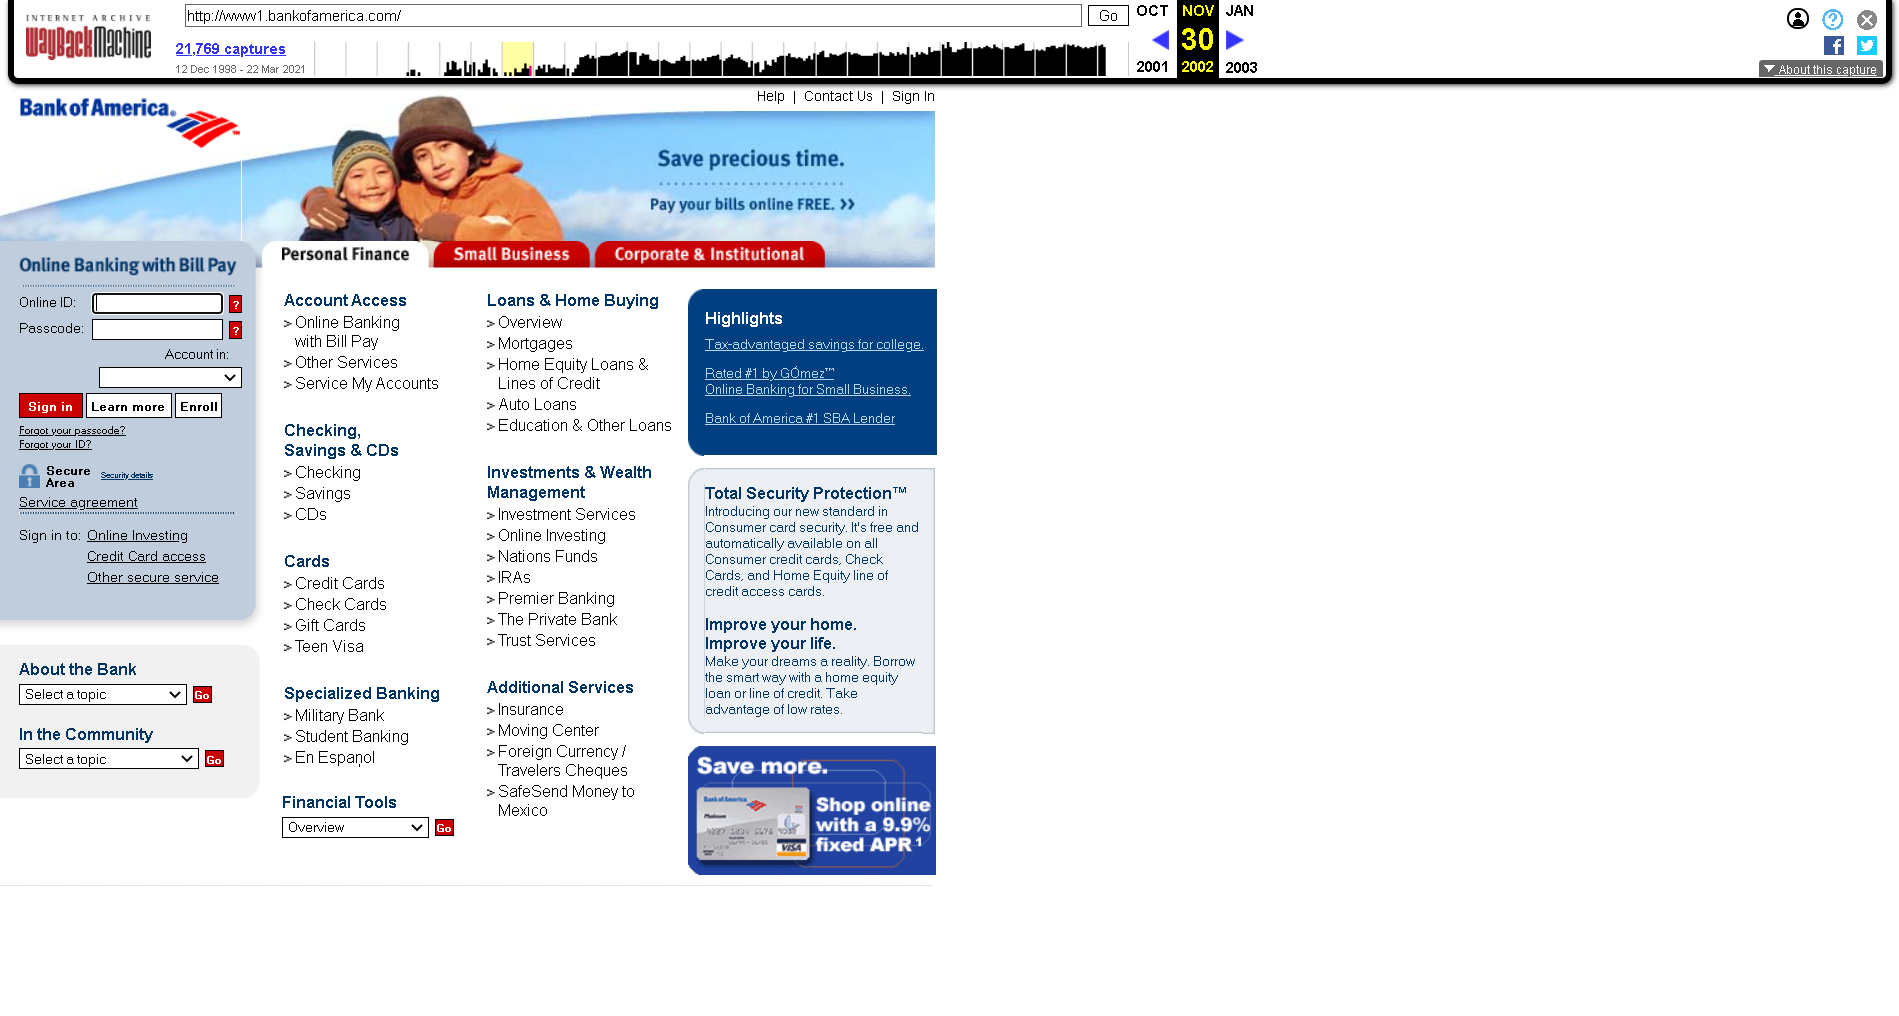 INTERNET ARCHIVE
WayBackMachine
http://www1.bankofamerica.com/
Go
OCT
NOV
JAN
21,769 captures
30
12 Dec 1998 - 22 Mar 2021
2001
2002
2003
About this capture
Bank of America
Help | Contact Us | Sign In
Save precious time.
Pay your bills online FREE. >>
Personal Finance
Small Business
Corporate & Institutional
Online Banking with Bill Pay
Online ID:
?
Passcode:
?
Account in:
Sign in
Learn more
Enroll
Forgot your passcode?
Forgot your ID?
Secure
Area
Security details
Service agreement
Sign in to: Online Investing
Credit Card access
Other secure service
About the Bank
Select a topic
Go
In the Community
Select a topic
Go
Account Access
> Online Banking
with Bill Pay
> Other Services
> Service My Accounts
Checking,
Savings & CDs
> Checking
> Savings
> CDs
Cards
> Credit Cards
> Check Cards
> Gift Cards
> Teen Visa
Specialized Banking
> Military Bank
> Student Banking
> En Espaņol
Financial Tools
Overview
Go
Loans & Home Buying
> Overview
> Mortgages
> Home Equity Loans &
Lines of Credit
> Auto Loans
> Education & Other Loans
Investments & Wealth
Management
> Investment Services
> Online Investing
> Nations Funds
> IRAs
> Premier Banking
> The Private Bank
> Trust Services
Additional Services
> Insurance
> Moving Center
> Foreign Currency /
Travelers Cheques
> SafeSend Money to
Mexico
Highlights
Tax-advantaged savings for college.
Rated #1 by GÓmez™
Online Banking for Small Business.
Bank of America #1 SBA Lender
Total Security Protection™
Introducing our new standard in
Consumer card security. It's free and
automatically available on all
Consumer credit cards, Check
Cards, and Home Equity line of
credit access cards.
Improve your home.
Improve your life.
Make your dreams a reality. Borrow
the smart way with a home equity
loan or line of credit. Take
advantage of low rates.
Save more.
Bank of America
Platinum
VISA
Shop online
with a 9.9%
fixed APR 1